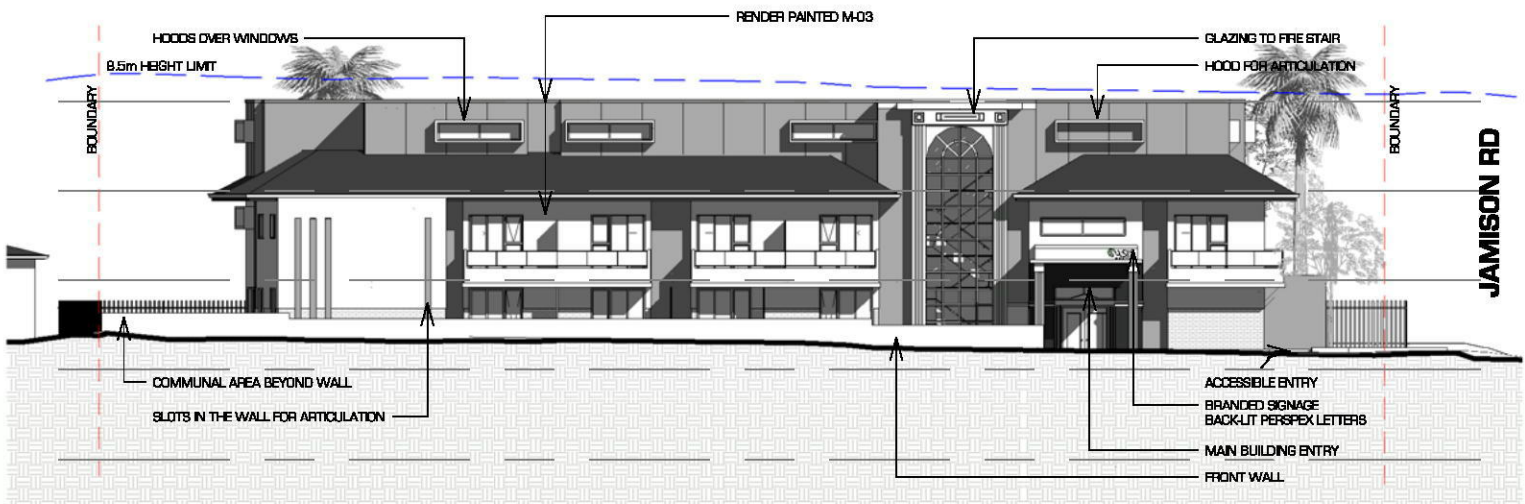 RENDER PAINTED M-03
HOODS OVER WINDOWS
GLAZING TO FIRE STAIR
8.5m HEIGHT LIMIT
HOOD FOR ARTICULATION
BOUNDARY
BOUNDARY
JAMISON RD
COMMUNAL AREA BEYOND WALL
ACCESSIBLE ENTRY
SLOTS IN THE WALL FOR ARTICULATION
BRANDED SIGNAGE
BACK-LIT PERSPEX LETTERS
MAIN BUILDING ENTRY
FRONT WALL